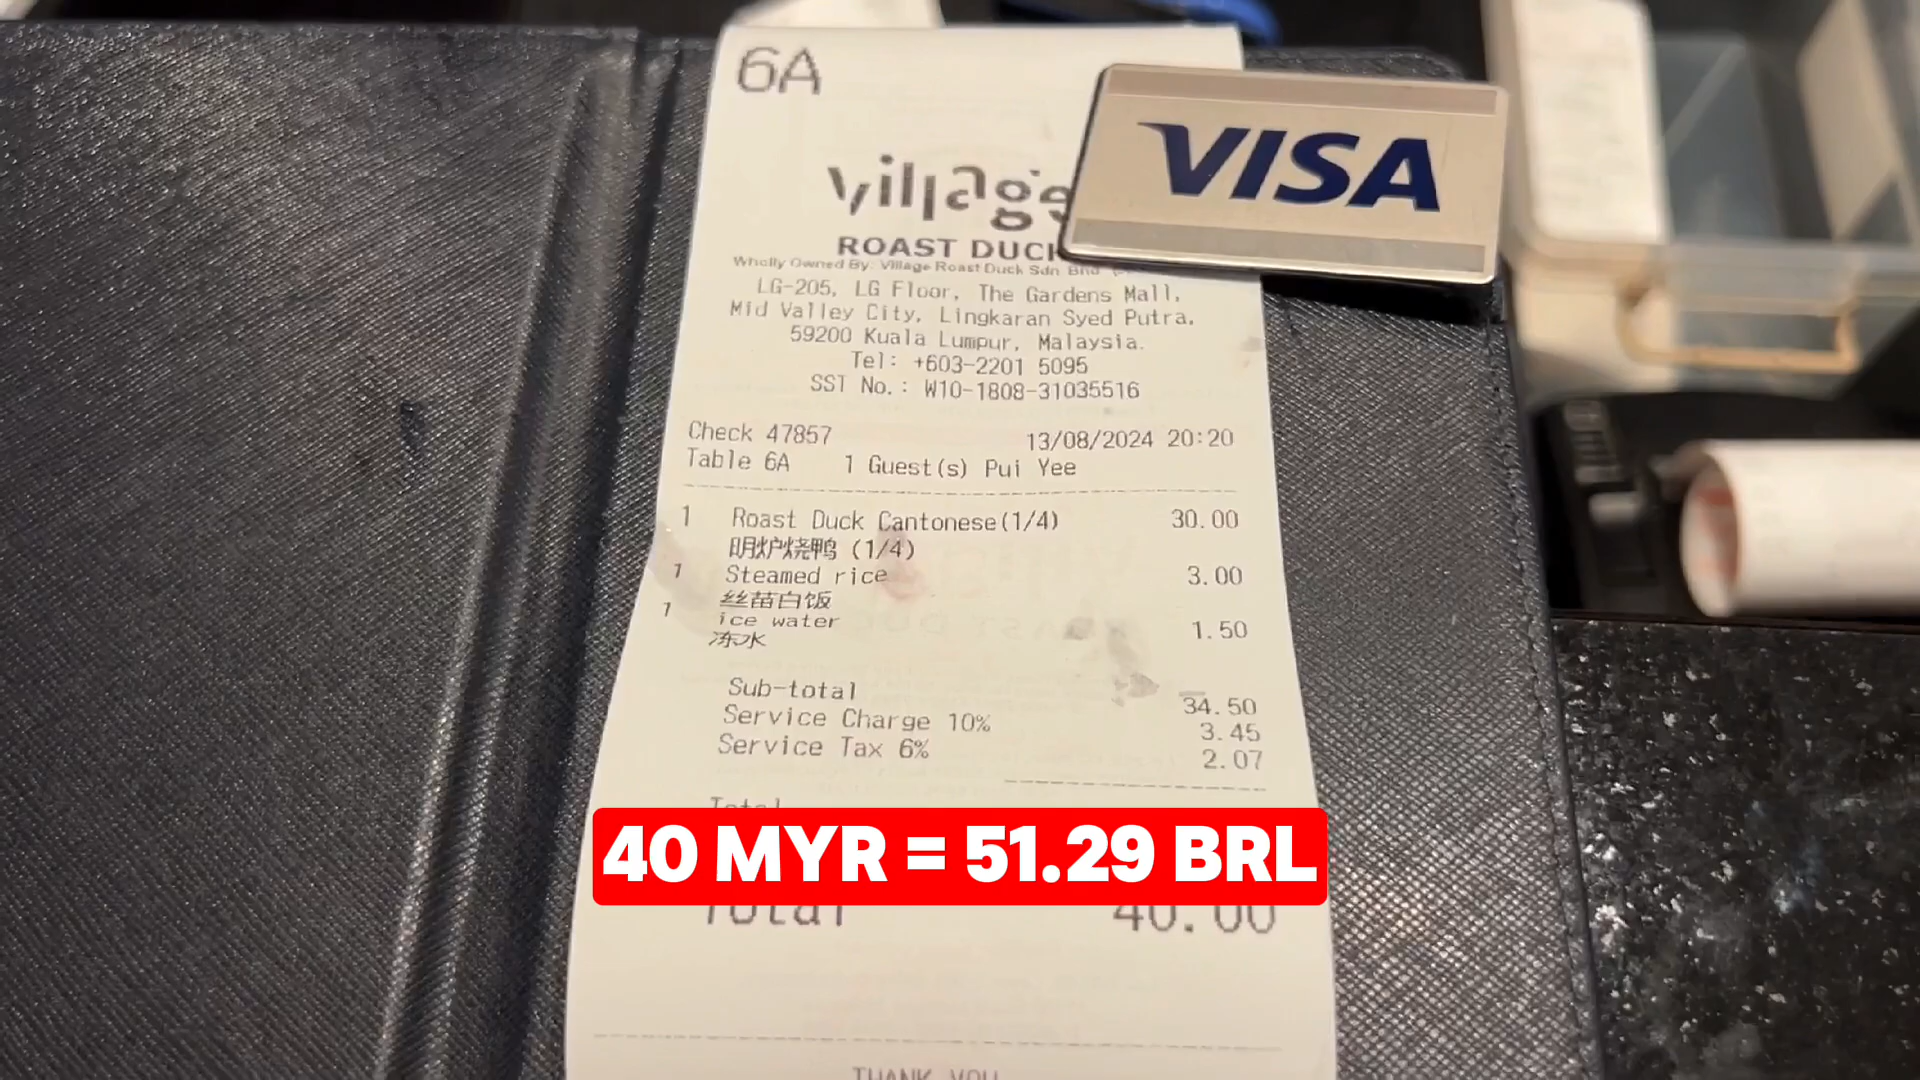 6A
VISA
village
ROAST DUCK
Wholly Owned By: Village Roast Duck Sdn Bhd
LG-205, LG Floor, The Gardens Mall,
Mid Valley City, Lingkaran Syed Putra,
59200 Kuala Lumpur, Malaysia.
Tel: +603-2201 5095
SST No.: W10-1808-31035516
Check 47857 13/08/2024 20:20
Table 6A 1 Guest(s) Pui Yee
1 Roast Duck Cantonese(1/4) 30.00
明炉烧鸭 (1/4)
1 Steamed rice 3.00
丝苗白饭
1 ice water 1.50
冻水
Sub-total 34.50
Service Charge 10% 3.45
Service Tax 6% 2.07
Total
40 MYR = 51.29 BRL
Total 40.00
THANK YOU